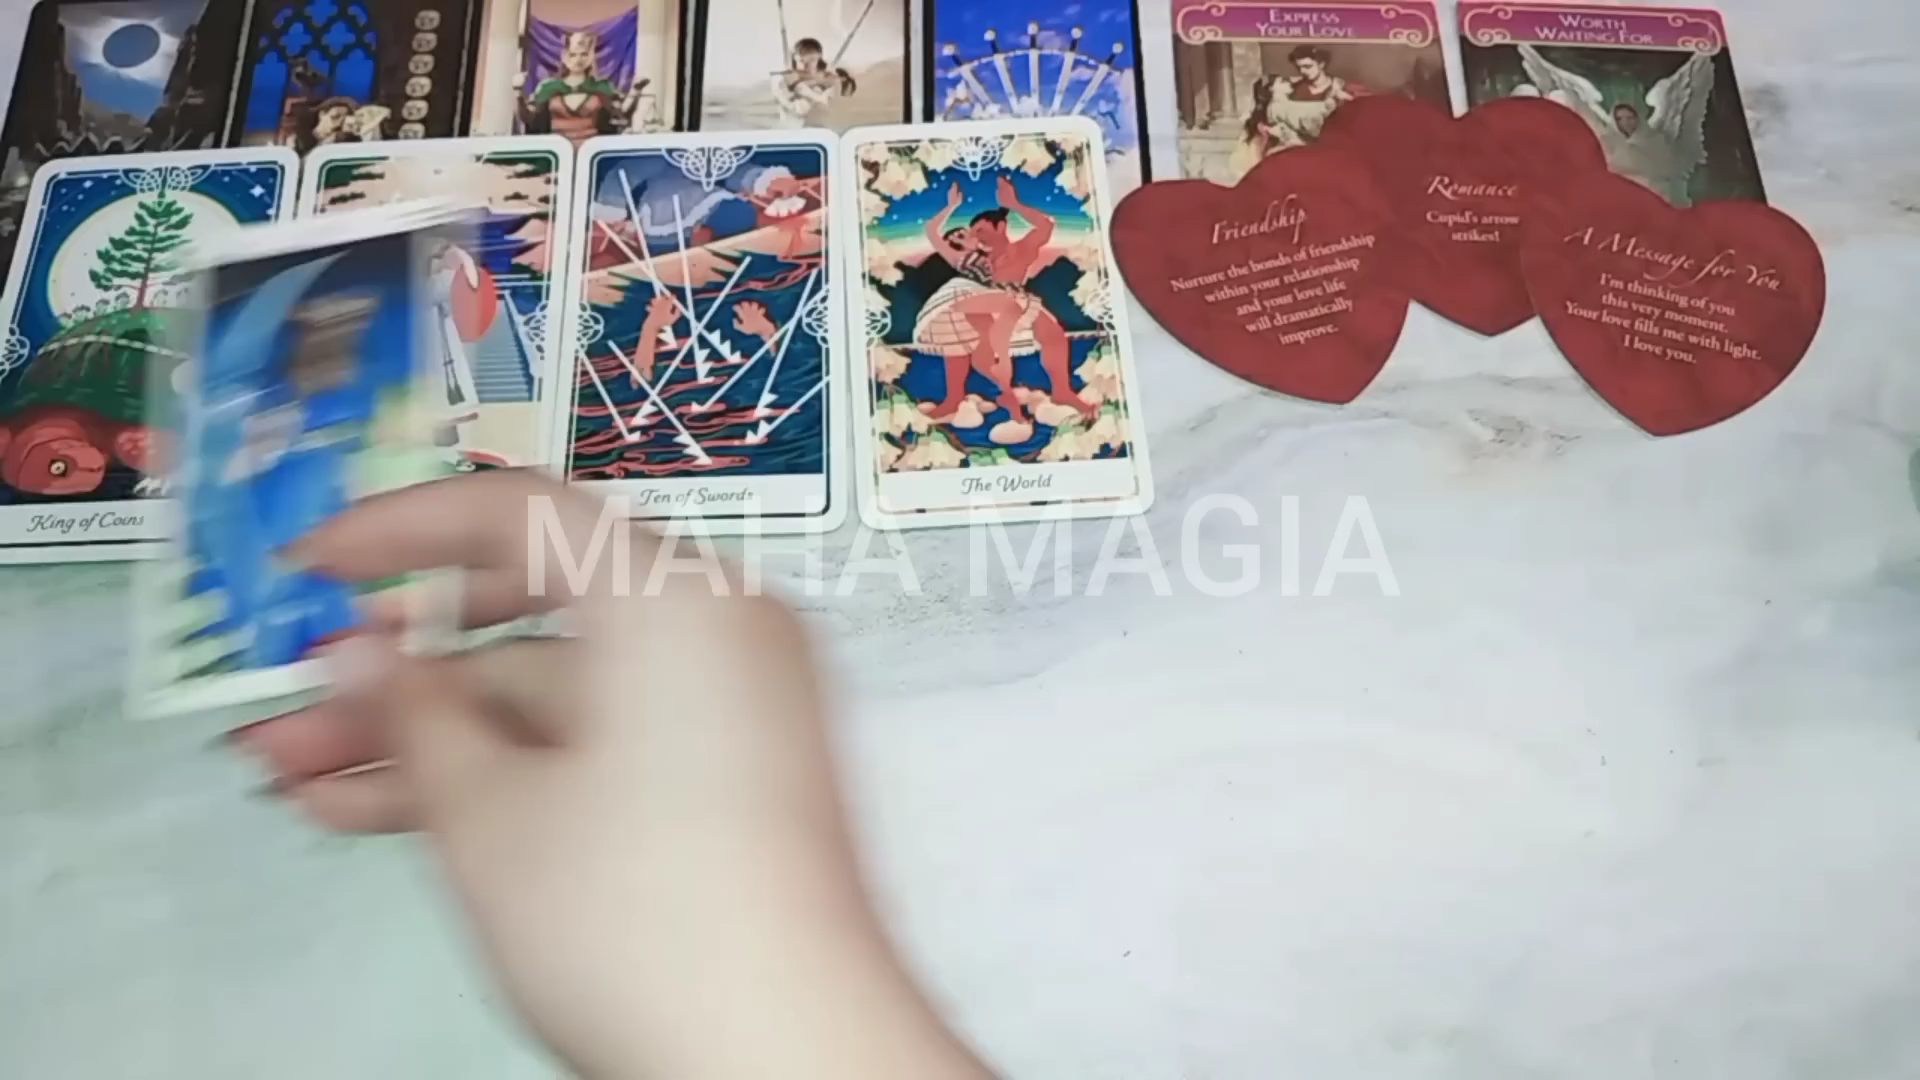 EXPRESS
YOUR LOVE
WORTH
WAITING FOR
Friendship
Nurture the bonds of friendship
within your relationship
and your love life
will dramatically
improve.
Romance
Cupid's arrow
strikes!
A Message for You
I'm thinking of you
this very moment.
Your love fills me with light.
I love you.
King of Coins
Ten of Swords
The World
MAHA MAGIA